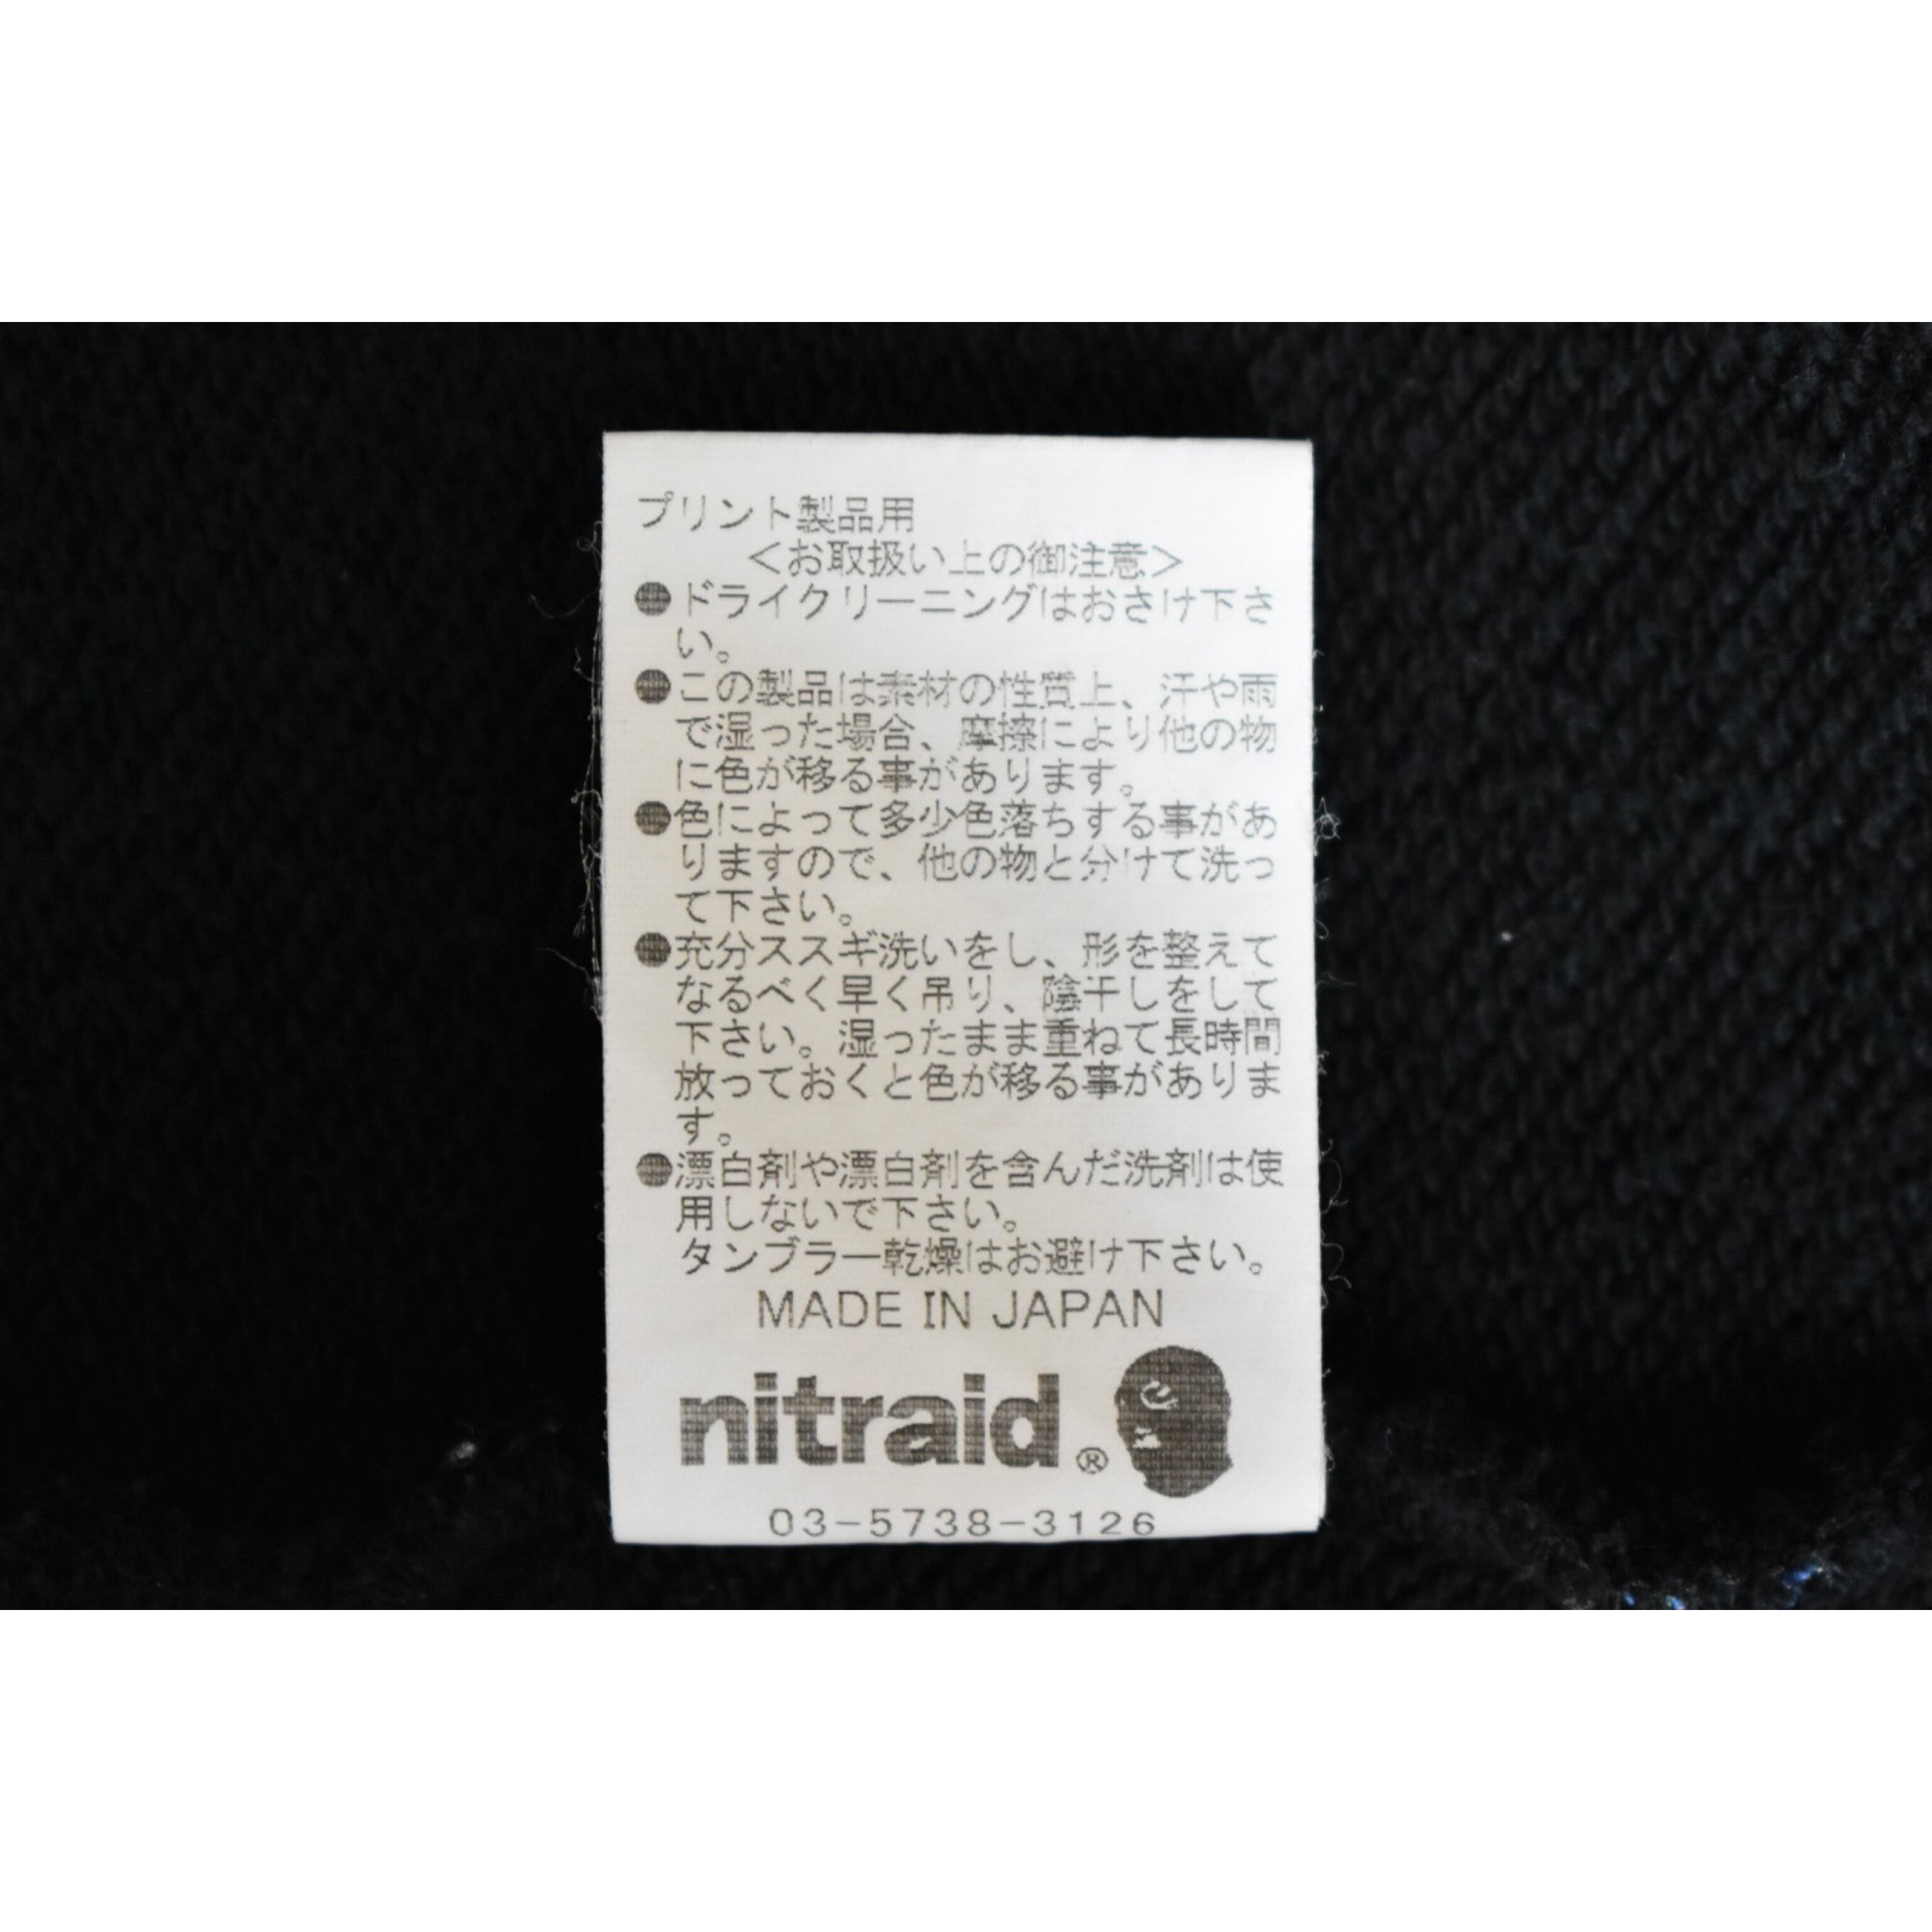 プリント製品用
＜お取扱い上の御注意＞
●ドライクリーニングはおさけ下さ
い。
●この製品は素材の性質上、汗や雨
で湿った場合、摩擦により他の物
に色が移る事があります。
●色によって多少色落ちする事があ
りますので、他の物と分けて洗っ
て下さい。
●充分ススギ洗いをし、形を整えて
なるべく早く吊り、陰干しをして
下さい。湿ったまま重ねて長時間
放っておくと色が移る事がありま
す。
●漂白剤や漂白剤を含んだ洗剤は使
用しないで下さい。
タンブラー乾燥はお避け下さい。
MADE IN JAPAN
nitraid®
03-5738-3126